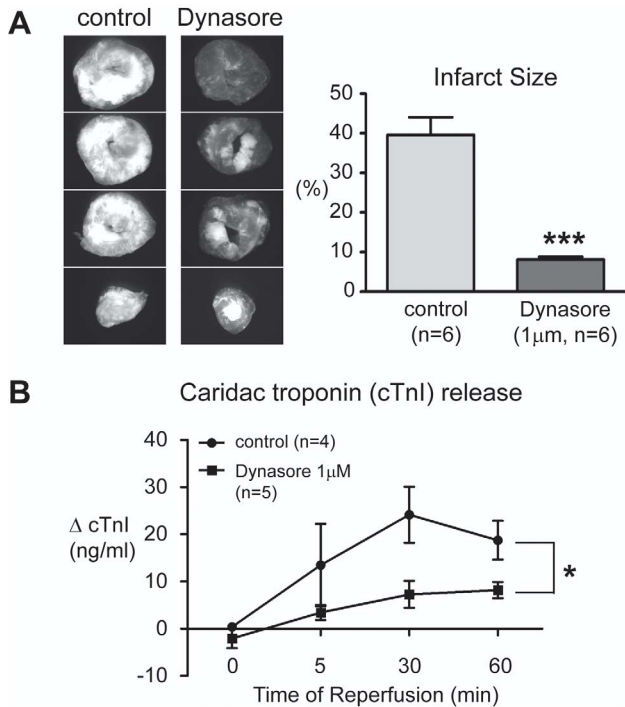 A
control Dynasore
Infarct Size
50
40
(%)
30
20
10
0
***
control
(n=6)
Dynasore
(1μm, n=6)
B
Caridac troponin (cTnI) release
40
30
20
10
0
-10
control (n=4)
Dynasore 1μM
(n=5)
Δ cTnI
(ng/ml)
*
0 5 30 60
Time of Reperfusion (min)